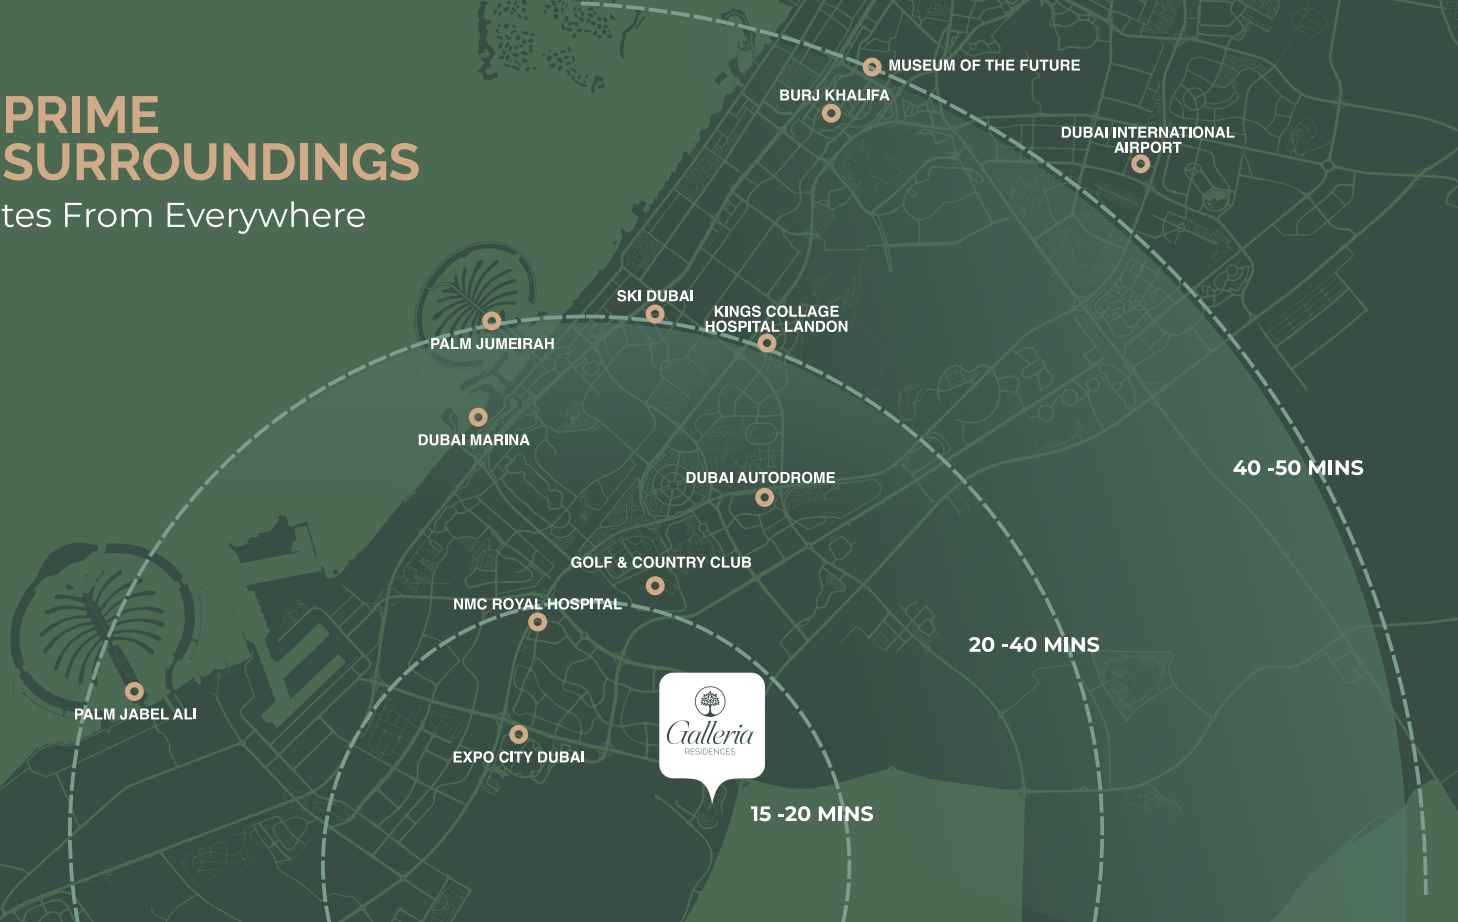 PRIME
SURROUNDINGS
tes From Everywhere
MUSEUM OF THE FUTURE
BURJ KHALIFA
DUBAI INTERNATIONAL
AIRPORT
SKI DUBAI
KINGS COLLAGE
HOSPITAL LANDON
PALM JUMEIRAH
DUBAI MARINA
40 -50 MINS
DUBAI AUTODROME
GOLF & COUNTRY CLUB
NMC ROYAL HOSPITAL
20 -40 MINS
PALM JABEL ALI
Galleria
RESIDENCES
EXPO CITY DUBAI
15 -20 MINS